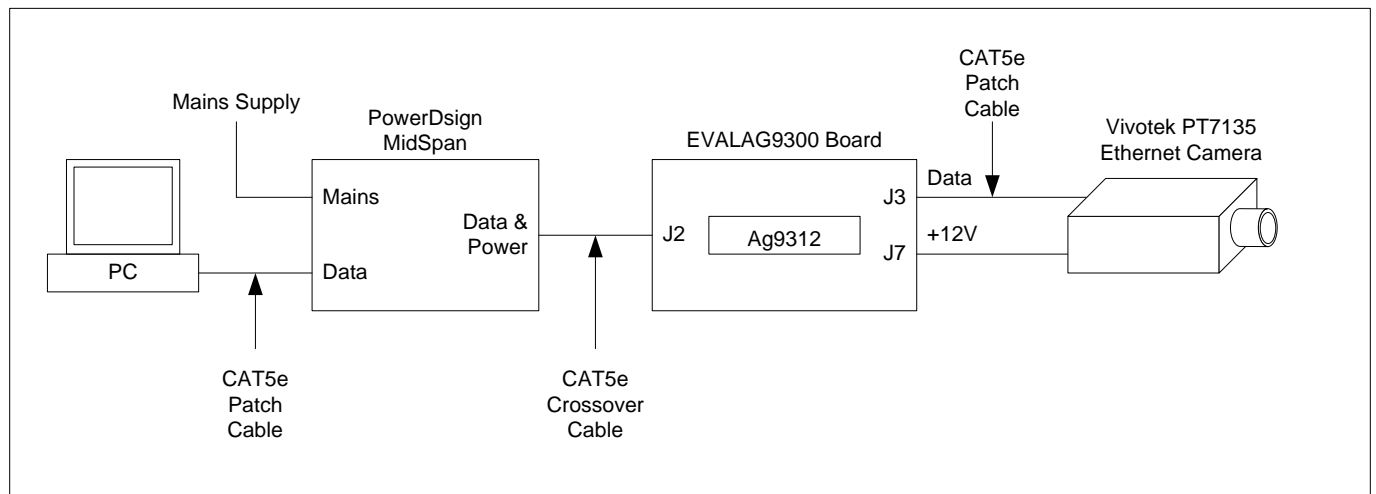 Mains Supply
PowerDsign
MidSpan
CAT5e
Patch
Cable
EVALAG9300 Board
Vivotek PT7135
Ethernet Camera
Mains
Data &
Power
Data
PC
J2
Ag9312
J3
Data
J7
+12V
CAT5e
Patch
Cable
CAT5e
Crossover
Cable